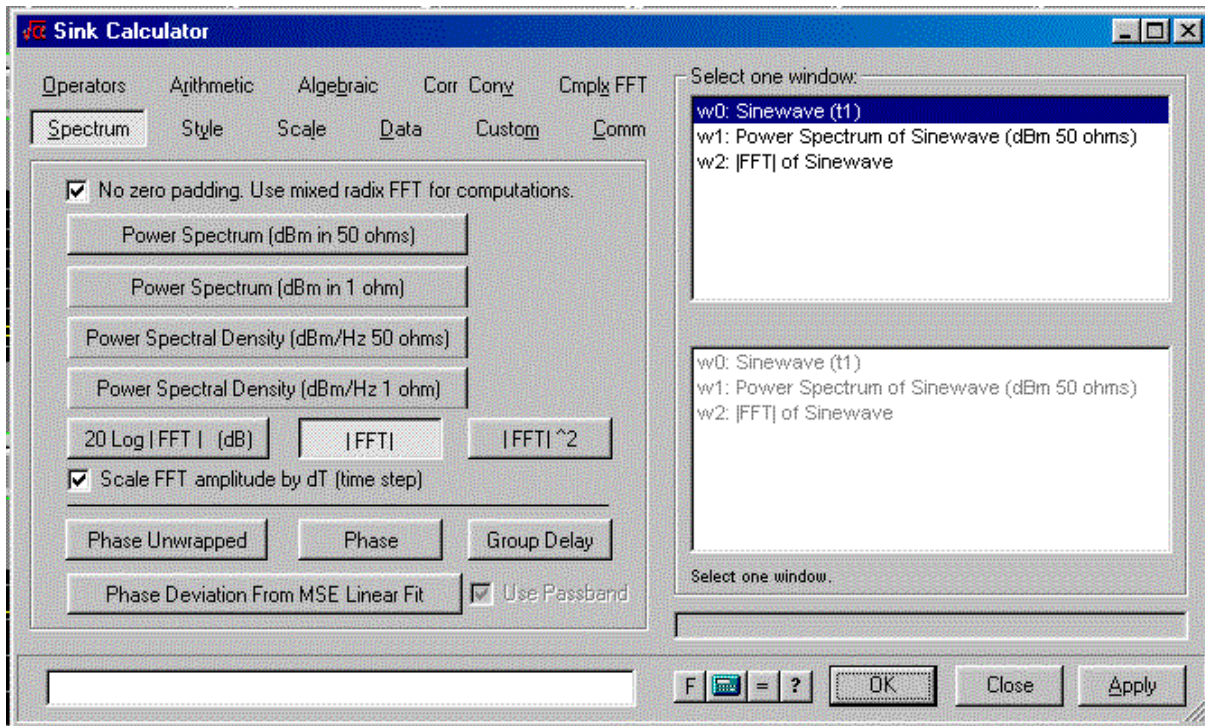 Sink Calculator
Operators Arithmetic Algebraic Corr Conv Cmplx FFT
Spectrum Style Scale Data Custom Comm
No zero padding. Use mixed radix FFT for computations.
Power Spectrum (dBm in 50 ohms)
Power Spectrum (dBm in 1 ohm)
Power Spectral Density (dBm/Hz 50 ohms)
Power Spectral Density (dBm/Hz 1 ohm)
20 Log | FFT | (dB) | FFT| | FFT| ^2
Scale FFT amplitude by dT (time step)
Phase Unwrapped Phase Group Delay
Phase Deviation From MSE Linear Fit Use Passband
Select one window:
w0: Sinewave (t1)
w1: Power Spectrum of Sinewave (dBm 50 ohms)
w2: |FFT| of Sinewave
w0: Sinewave (t1)
w1: Power Spectrum of Sinewave (dBm 50 ohms)
w2: |FFT| of Sinewave
Select one window.
F = ? OK Close Apply